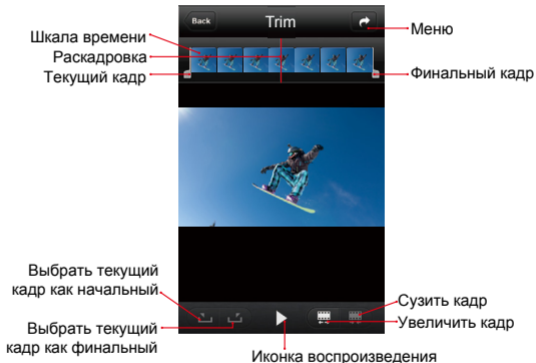 Back
Trim
Меню
Шкала времени
Раскадровка
Текущий кадр
Финальный кадр
Выбрать текущий
кадр как начальный
Выбрать текущий
кадр как финальный
Сузить кадр
Увеличить кадр
Иконка воспроизведения